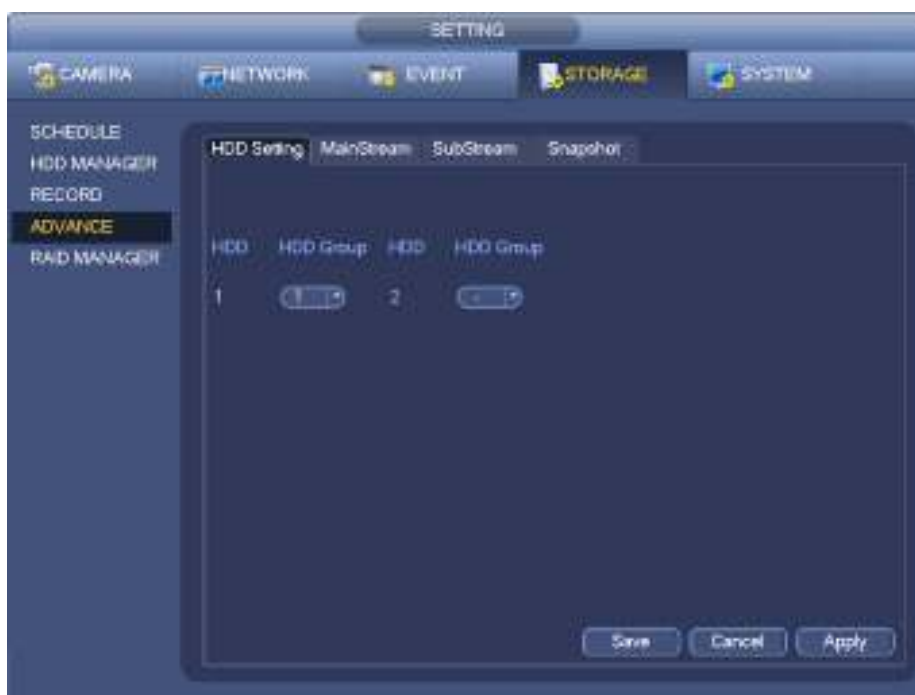 SETTING
CAMERA NETWORK EVENT STORAGE SYSTEM
SCHEDULE
HDD MANAGER
RECORD
ADVANCE
RAID MANAGER
HDD Setting MainStream SubStream Snapshot
HDD HDD Group HDD HDD Group
1 1 2 -
Save Cancel Apply